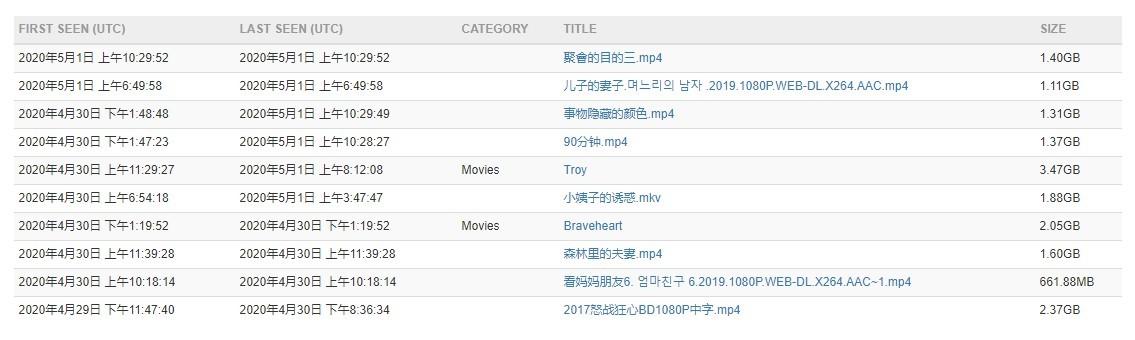 FIRST SEEN (UTC) LAST SEEN (UTC) CATEGORY TITLE SIZE
2020年5月1日 上午10:29:52 2020年5月1日 上午10:29:52 聚會的目的三.mp4 1.40GB
2020年5月1日 上午6:49:58 2020年5月1日 上午6:49:58 儿子的妻子.며느리의 남자 .2019.1080P.WEB-DL.X264.AAC.mp4 1.11GB
2020年4月30日 下午1:48:48 2020年5月1日 上午10:29:49 事物隐藏的颜色.mp4 1.31GB
2020年4月30日 下午1:47:23 2020年5月1日 上午10:28:27 90分钟.mp4 1.37GB
2020年4月30日 上午11:29:27 2020年5月1日 上午8:12:08 Movies Troy 3.47GB
2020年4月30日 上午6:54:18 2020年5月1日 上午3:47:47 小姨子的诱惑.mkv 1.88GB
2020年4月30日 下午1:19:52 2020年4月30日 下午1:19:52 Movies Braveheart 2.05GB
2020年4月30日 上午11:39:28 2020年4月30日 上午11:39:28 森林里的夫妻.mp4 1.60GB
2020年4月30日 上午10:18:14 2020年4月30日 上午10:18:14 看妈妈朋友6. 엄마친구 6.2019.1080P.WEB-DL.X264.AAC~1.mp4 661.88MB
2020年4月29日 下午11:47:40 2020年4月30日 下午8:36:34 2017怒战狂心BD1080P中字.mp4 2.37GB